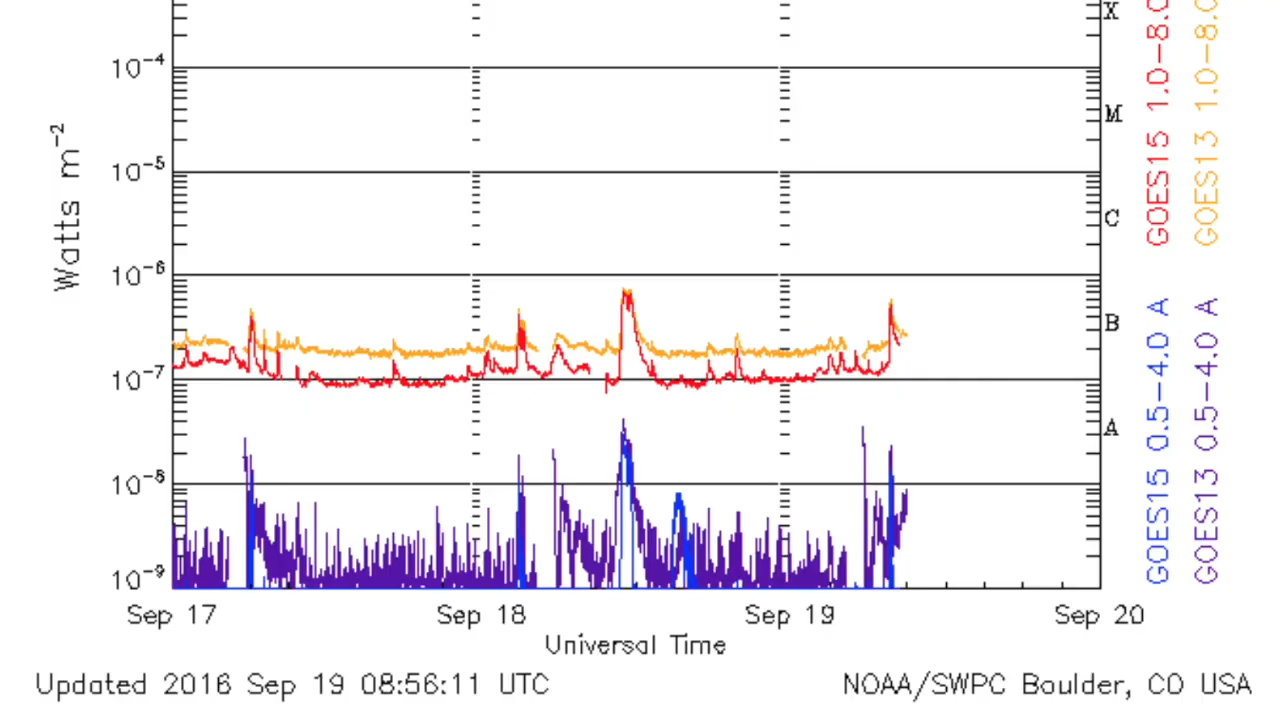 X
10⁻⁴
M
10⁻⁵
C
10⁻⁶
B
10⁻⁷
A
10⁻⁸
10⁻⁹
Watts m⁻²
Sep 17 Sep 18 Sep 19 Sep 20
Universal Time
Updated 2016 Sep 19 08:56:11 UTC
NOAA/SWPC Boulder, CO USA
GOES15 1.0-8.0
GOES13 1.0-8.0
GOES15 0.5-4.0 A
GOES13 0.5-4.0 A